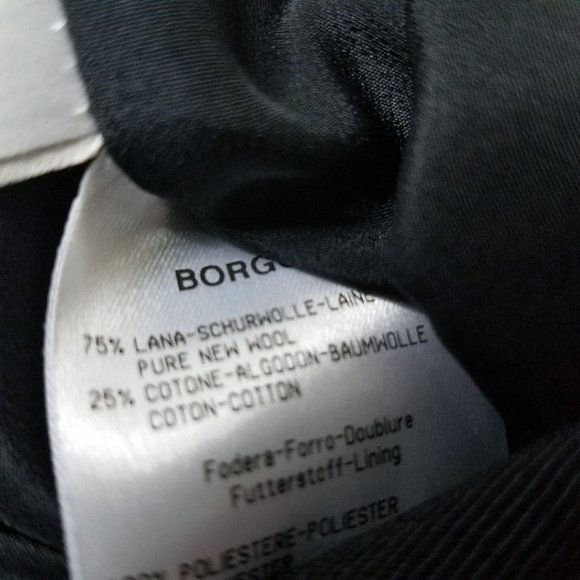 BORG
75% LANA-SCHURWOLLE-LAINE
PURE NEW WOOL
25% COTONE-ALGODON-BAUMWOLLE
COTON-COTTON
Fodera-Forro-Doublure
Futterstoff-Lining
POLIESTERE-POLIESTER